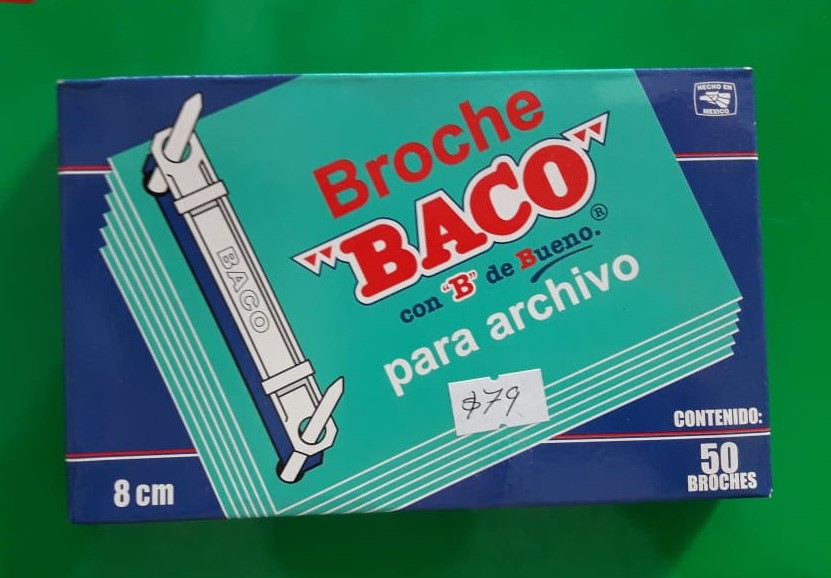 HECHO EN
MEXICO
Broche
"BACO"
con "B" de Bueno.®
para archivo
BACO
$79
CONTENIDO:
50
BROCHES
8 cm